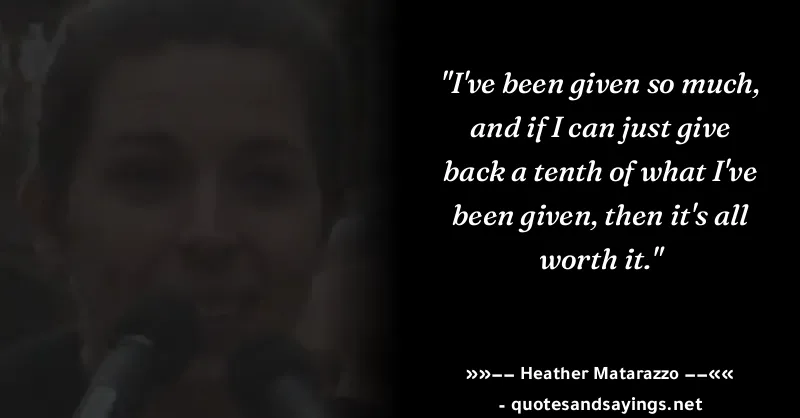 "I've been given so much,
and if I can just give
back a tenth of what I've
been given, then it's all
worth it."
»»−− Heather Matarazzo −−««
- quotesandsayings.net